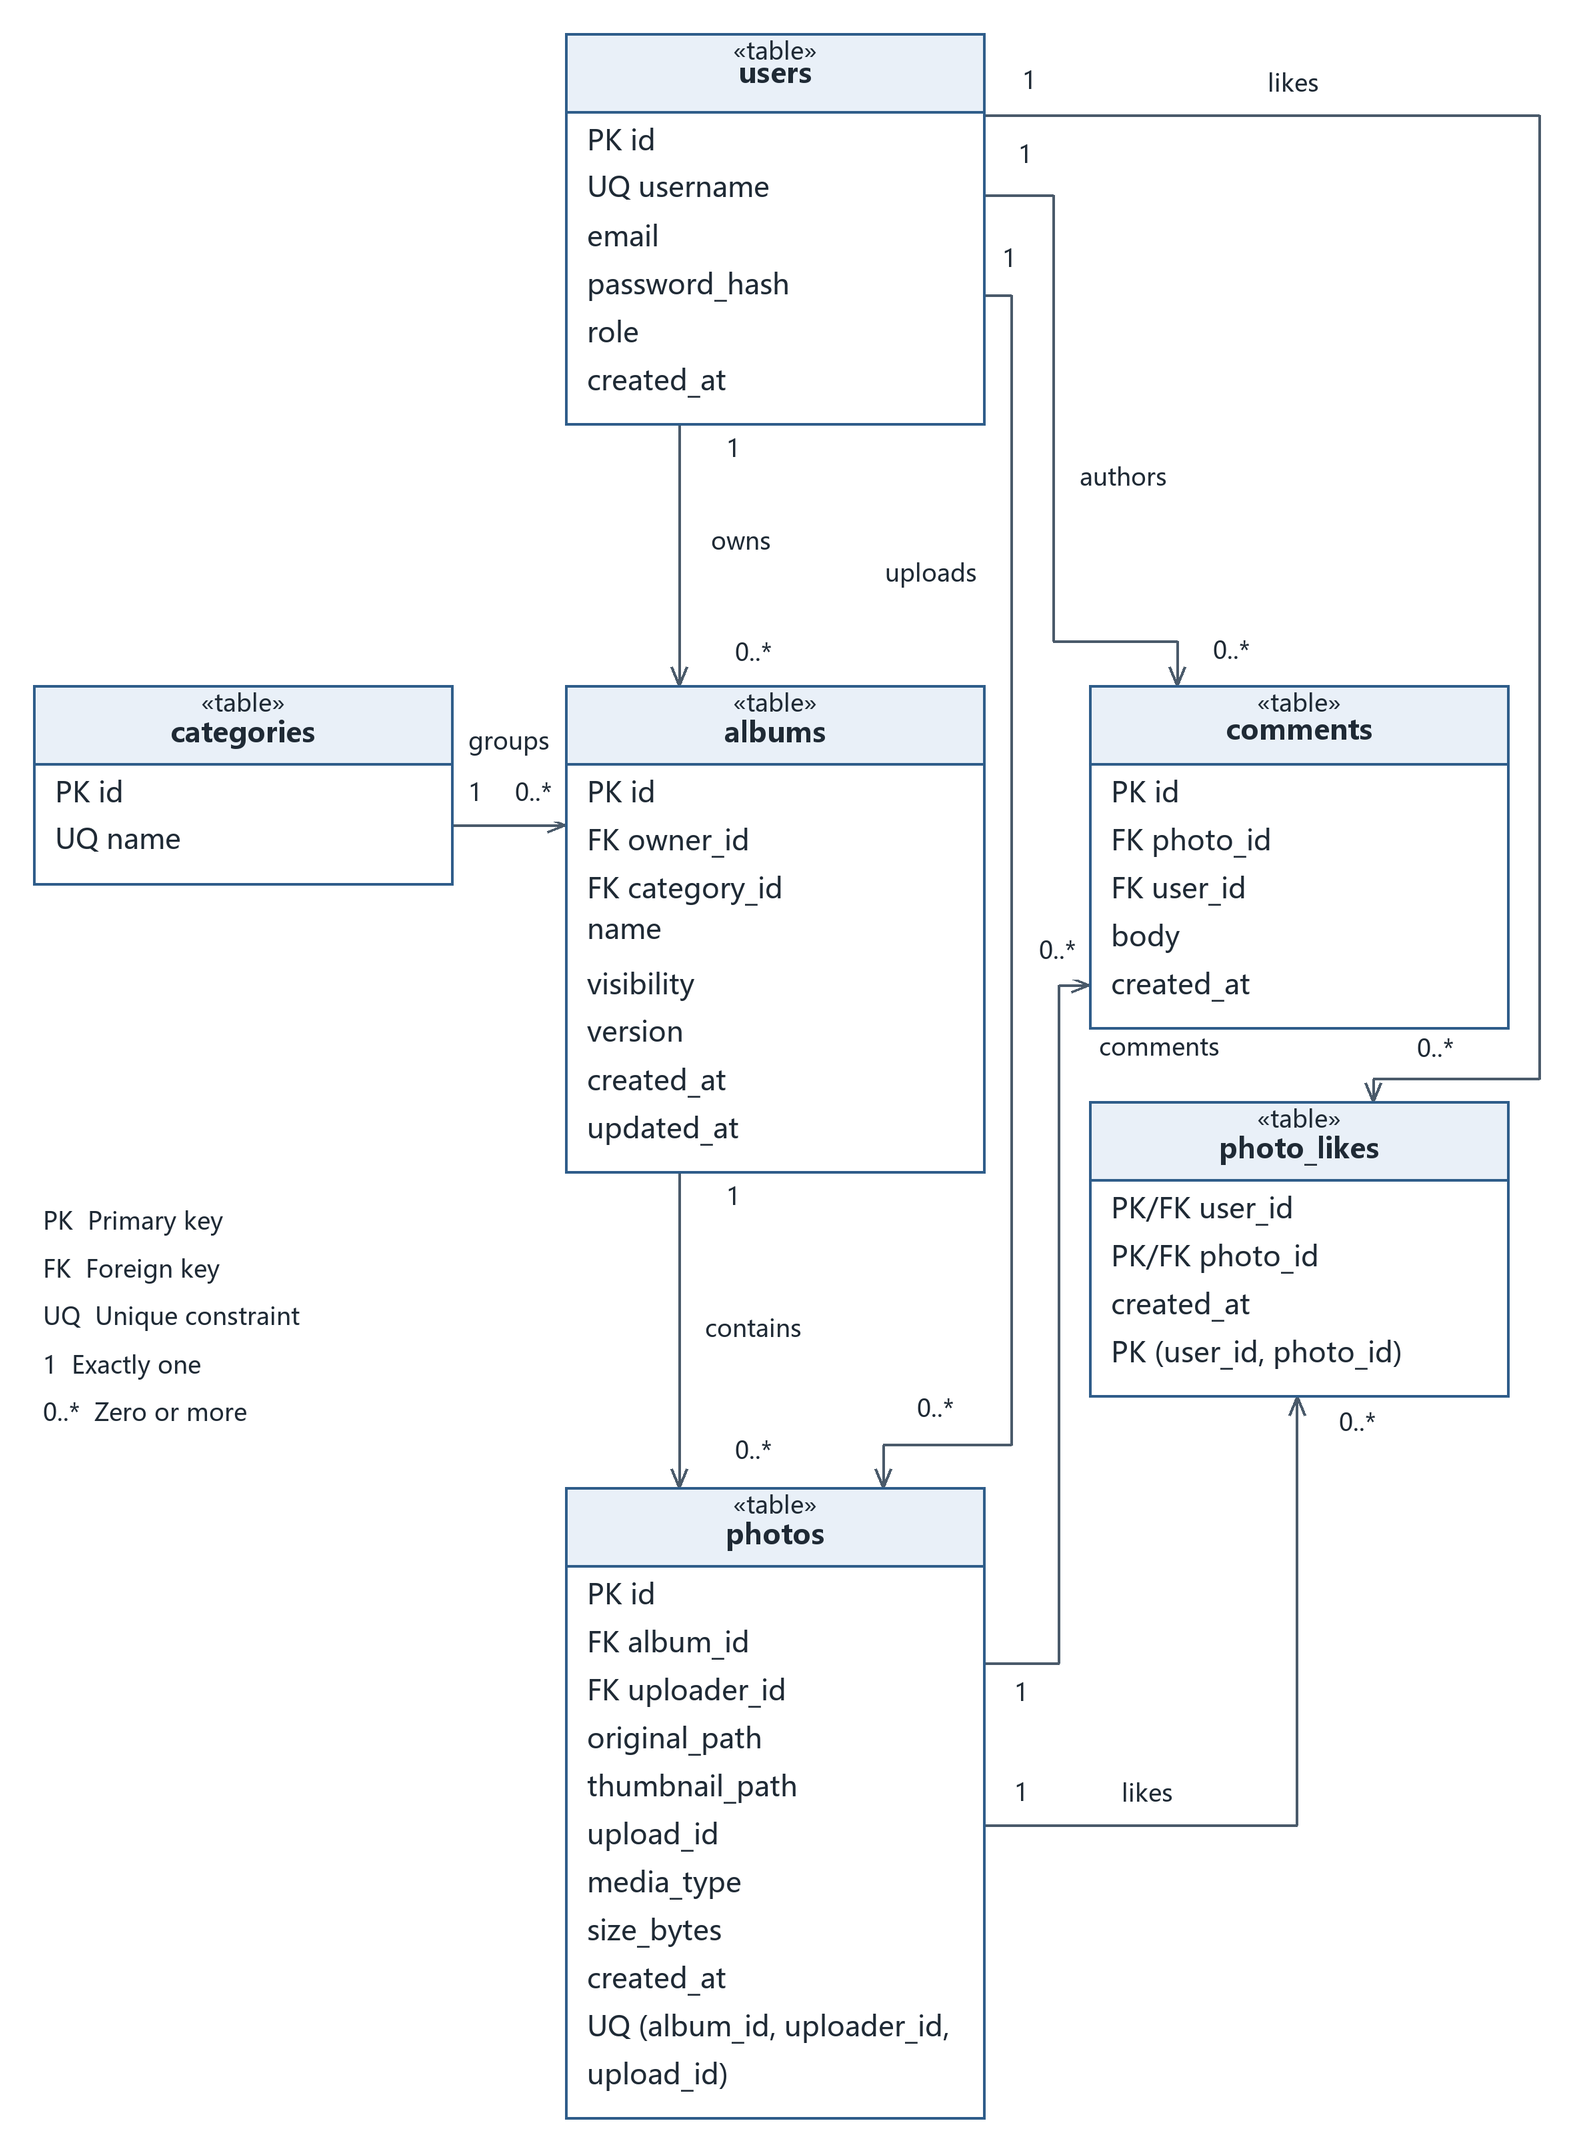 «table»
users
PK id
UQ username
email
password_hash
role
created_at
1
likes
1
1
authors
1
owns
uploads
0..*
0..*
«table»
categories
PK id
UQ name
groups
1
0..*
«table»
albums
PK id
FK owner_id
FK category_id
name
visibility
version
created_at
updated_at
«table»
comments
PK id
FK photo_id
FK user_id
body
created_at
0..*
comments
0..*
«table»
photo_likes
PK/FK user_id
PK/FK photo_id
created_at
PK (user_id, photo_id)
0..*
PK Primary key
FK Foreign key
UQ Unique constraint
1 Exactly one
0..* Zero or more
1
contains
0..*
0..*
«table»
photos
PK id
FK album_id
FK uploader_id
original_path
thumbnail_path
upload_id
media_type
size_bytes
created_at
UQ (album_id, uploader_id,
upload_id)
1
1
likes